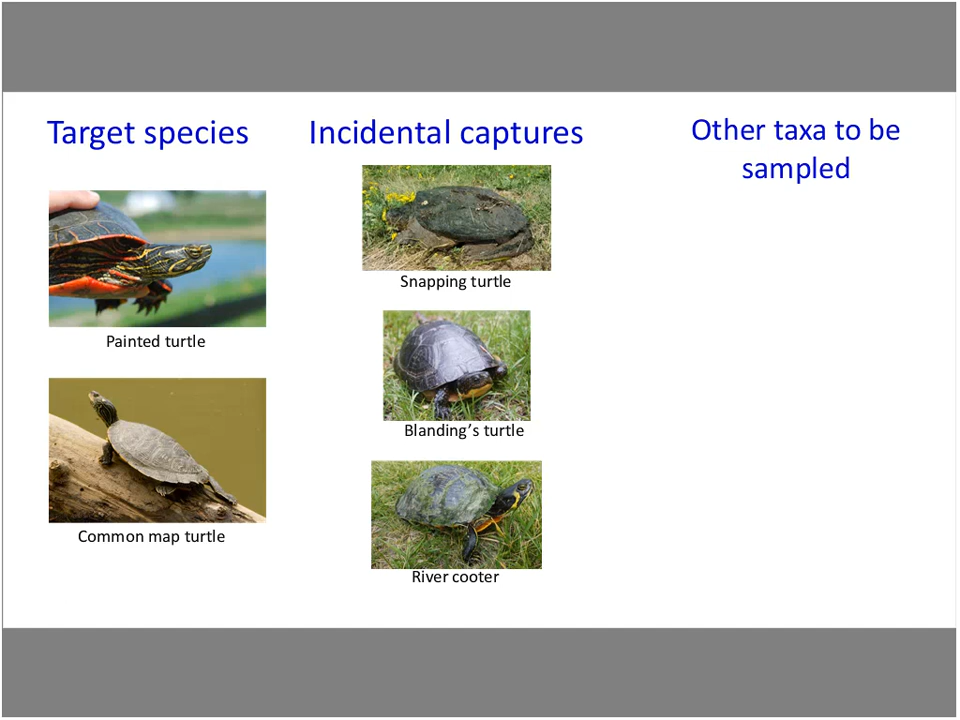 Target species
Painted turtle
Common map turtle
Incidental captures
Snapping turtle
Blanding’s turtle
River cooter
Other taxa to be
sampled